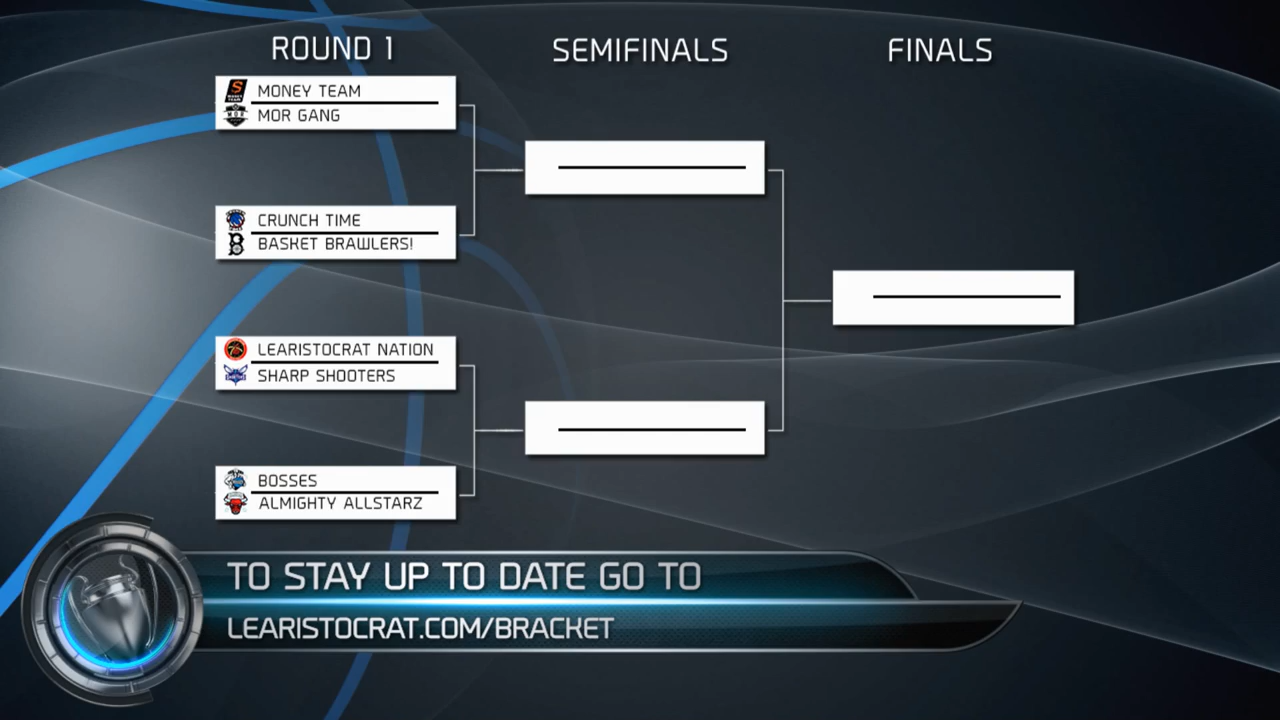 ROUND 1
SEMIFINALS
FINALS
MONEY TEAM
MOR GANG
CRUNCH TIME
BASKET BRAWLERS!
LEARISTOCRAT NATION
SHARP SHOOTERS
BOSSES
ALMIGHTY ALLSTARZ
TO STAY UP TO DATE GO TO
LEARISTOCRAT.COM/BRACKET